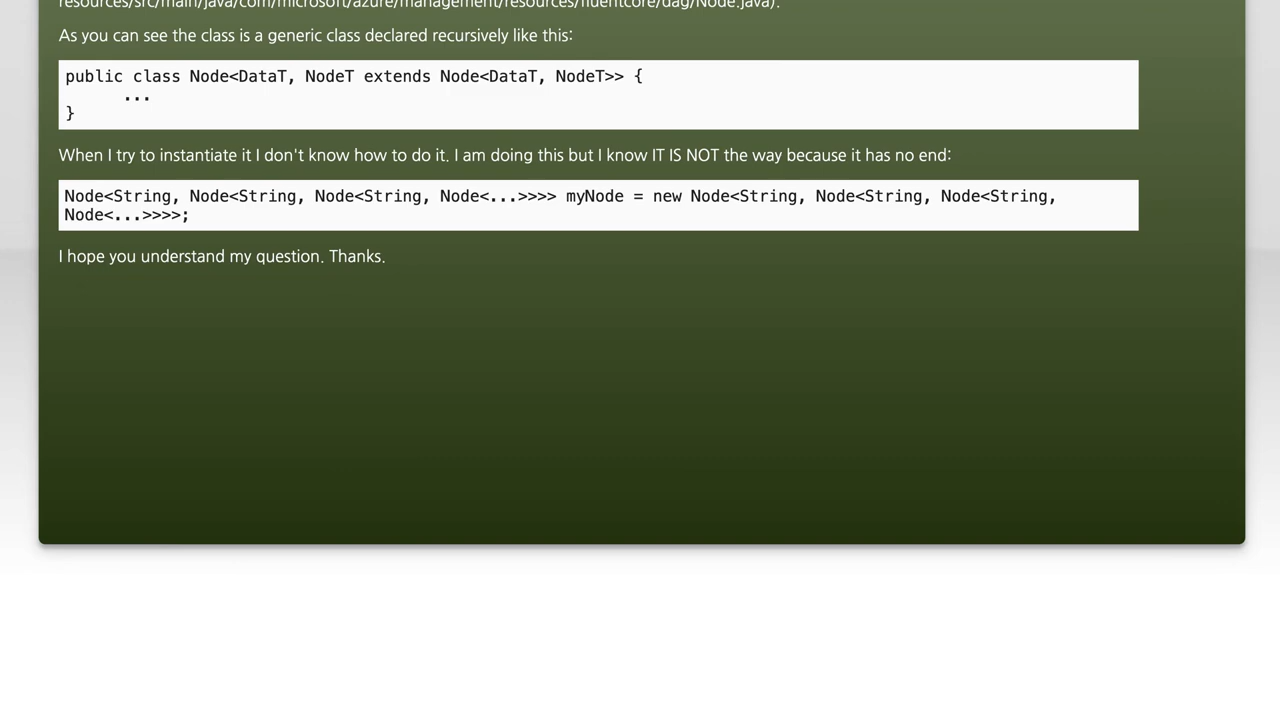 resources/src/main/java/com/microsoft/azure/management/resources/fluentcore/dag/Node.java).
As you can see the class is a generic class declared recursively like this:
public class Node<DataT, NodeT extends Node<DataT, NodeT>> {
...
}
When I try to instantiate it I don't know how to do it. I am doing this but I know IT IS NOT the way because it has no end:
Node<String, Node<String, Node<String, Node<...>>>> myNode = new Node<String, Node<String, Node<String,
Node<...>>>>;
I hope you understand my question. Thanks.